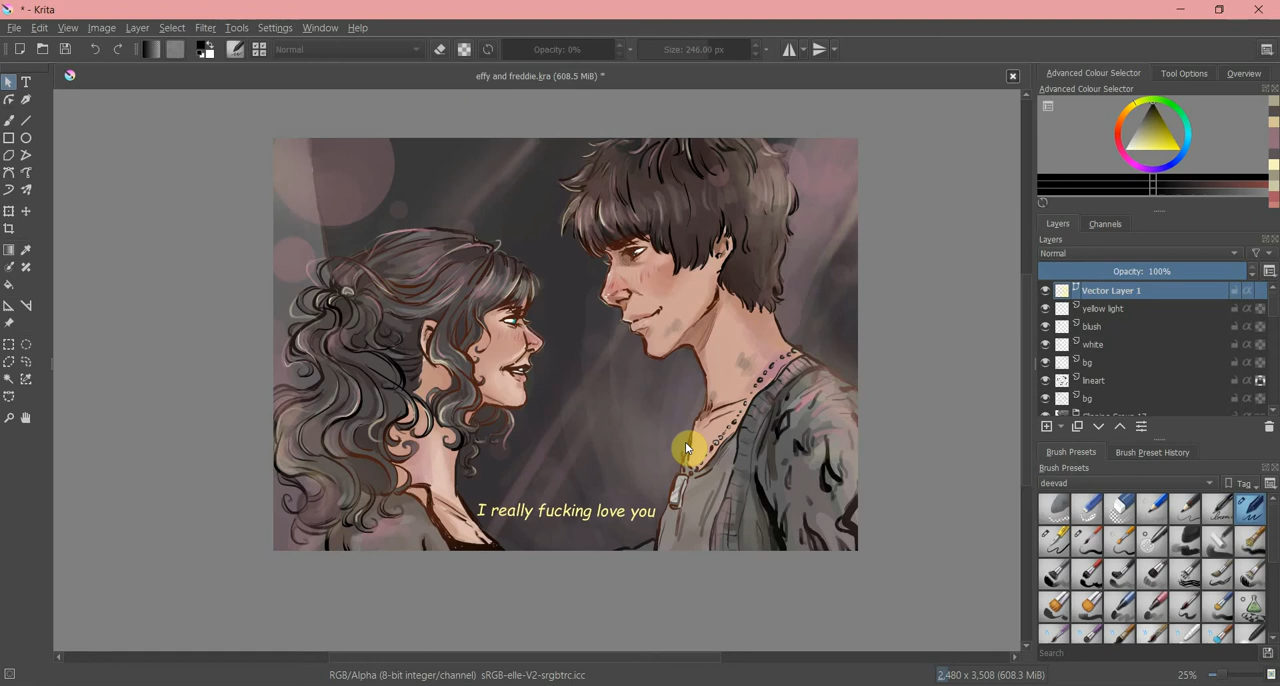 * - Krita
File Edit View Image Layer Select Filter Tools Settings Window Help
Normal Opacity: 0% Size: 246.00 px
effy and freddie.kra (608.5 MiB) *
Advanced Colour Selector Tool Options Overview
Advanced Colour Selector
Layers Channels
Layers
Normal
Opacity: 100%
Vector Layer 1
yellow light
blush
white
bg
lineart
bg
Brush Presets Brush Preset History
Brush Presets
deevad Tag
I really fucking love you
Search
RGB/Alpha (8-bit integer/channel) sRGB-elle-V2-srgbtrc.icc 2,480 x 3,508 (608.3 MiB) 25%